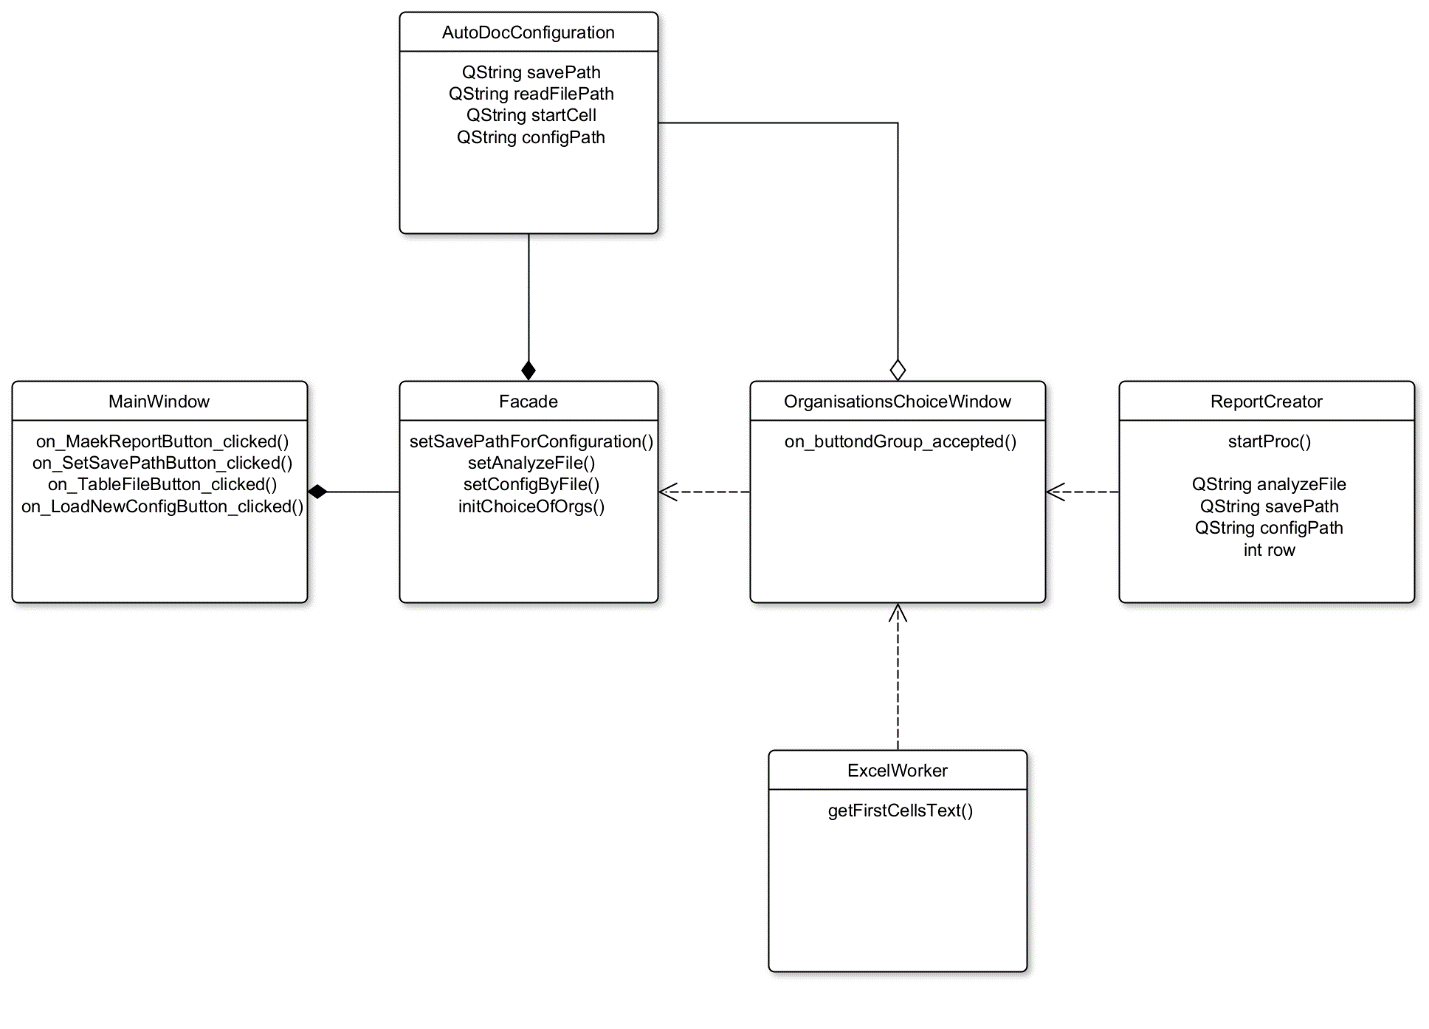 AutoDocConfiguration
QString savePath
QString readFilePath
QString startCell
QString configPath
MainWindow
on_MaekReportButton_clicked()
on_SetSavePathButton_clicked()
on_TableFileButton_clicked()
on_LoadNewConfigButton_clicked()
Facade
setSavePathForConfiguration()
setAnalyzeFile()
setConfigByFile()
initChoiceOfOrgs()
OrganisationsChoiceWindow
on_buttondGroup_accepted()
ReportCreator
startProc()
QString analyzeFile
QString savePath
QString configPath
int row
ExcelWorker
getFirstCellsText()